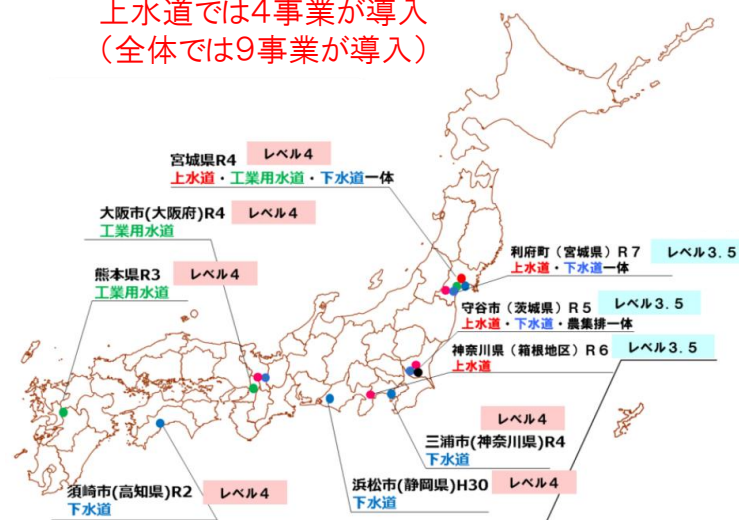 上水道では4事業が導入
（全体では9事業が導入）
宮城県R4 レベル4
上水道・工業用水道・下水道一体
大阪市(大阪府)R4 レベル4
工業用水道
熊本県R3 レベル4
工業用水道
利府町（宮城県）R7 レベル3.5
上水道・下水道一体
守谷市（茨城県）R5 レベル3.5
上水道・下水道・農集排一体
神奈川県（箱根地区）R6 レベル3.5
上水道
レベル4
三浦市(神奈川県)R4
下水道
須崎市(高知県)R2 レベル4
下水道
浜松市(静岡県)H30 レベル4
下水道